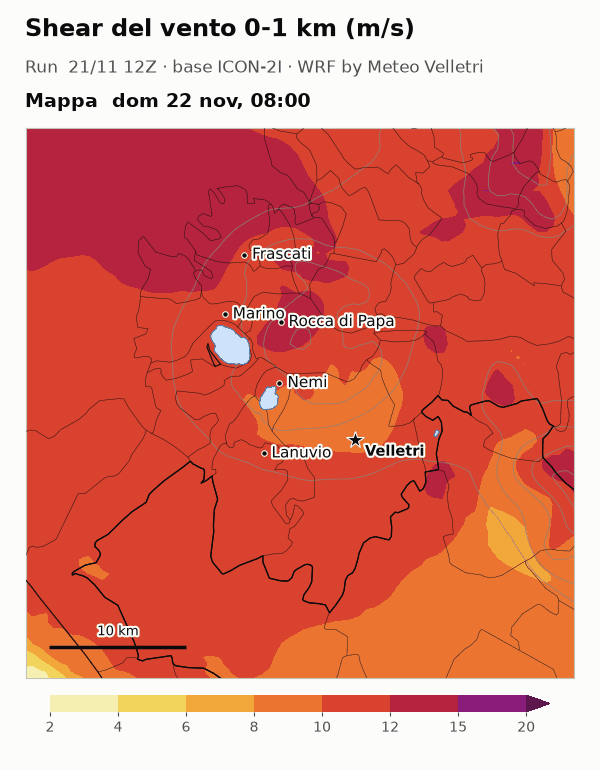 Shear del vento 0-1 km (m/s)
Run  21/11 12Z · base ICON-2I · WRF by Meteo Velletri
Mappa  dom 22 nov, 08:00
Frascati
Marino
Rocca di Papa
Nemi
Velletri
Lanuvio
10 km
2 4 6 8 10 12 15 20